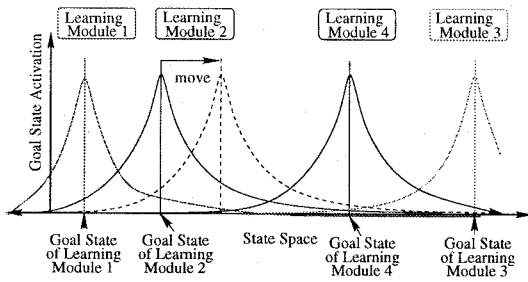 Learning
Module 1
Learning
Module 2
Learning
Module 4
Learning
Module 3
move
Goal State Activation
Goal State
of Learning
Module 1
Goal State
of Learning
Module 2
State Space
Goal State
of Learning
Module 4
Goal State
of Learning
Module 3